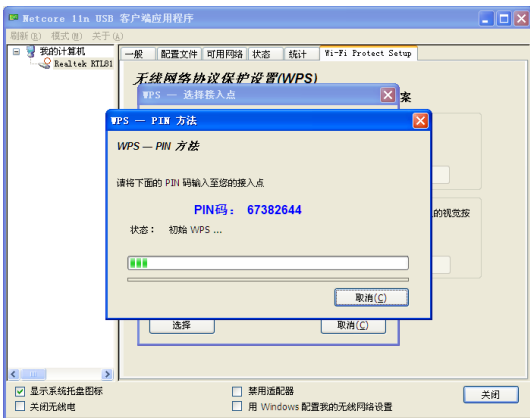 Netcore 11n USB 客户端应用程序
刷新(R) 模式(M) 关于(A)
我的计算机
Realtek RTL81
一般 配置文件 可用网络 状态 统计 Wi-Fi Protect Setup
无线网络协议保护设置(WPS)
WPS — 选择接入点
案
WPS — PIN 方法
WPS — PIN 方法
请将下面的 PIN 码输入至您的接入点
PIN码： 67382644
的视觉按
状态： 初始 WPS ...
取消(C)
选择 取消(C)
显示系统托盘图标 禁用适配器
关闭无线电 用 Windows 配置我的无线网络设置
关闭